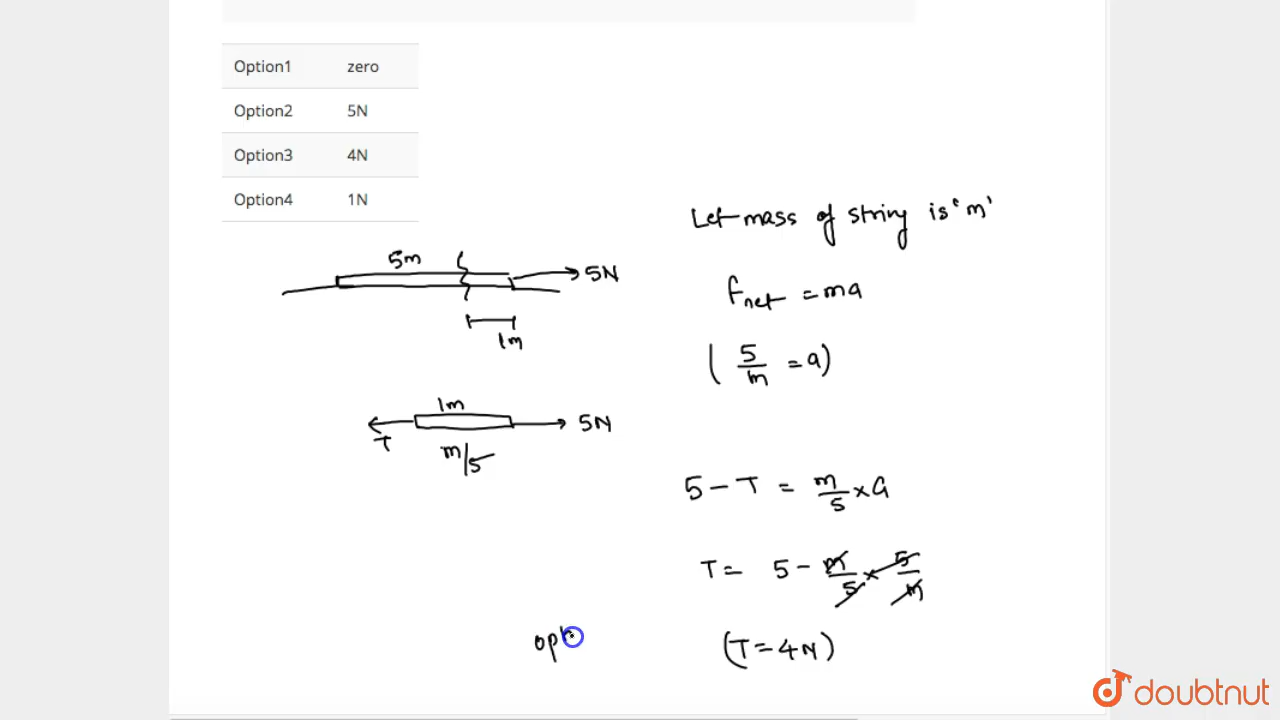 Option1 zero
Option2 5N
Option3 4N
Option4 1N
Let mass of string is 'm'
5m
5N
1m
Fnet = ma
(5/m = a)
1m
T
5N
m/5
5 - T = m/5 × a
T = 5 - m/5 × 5/m
(T = 4N)
opt
doubtnut